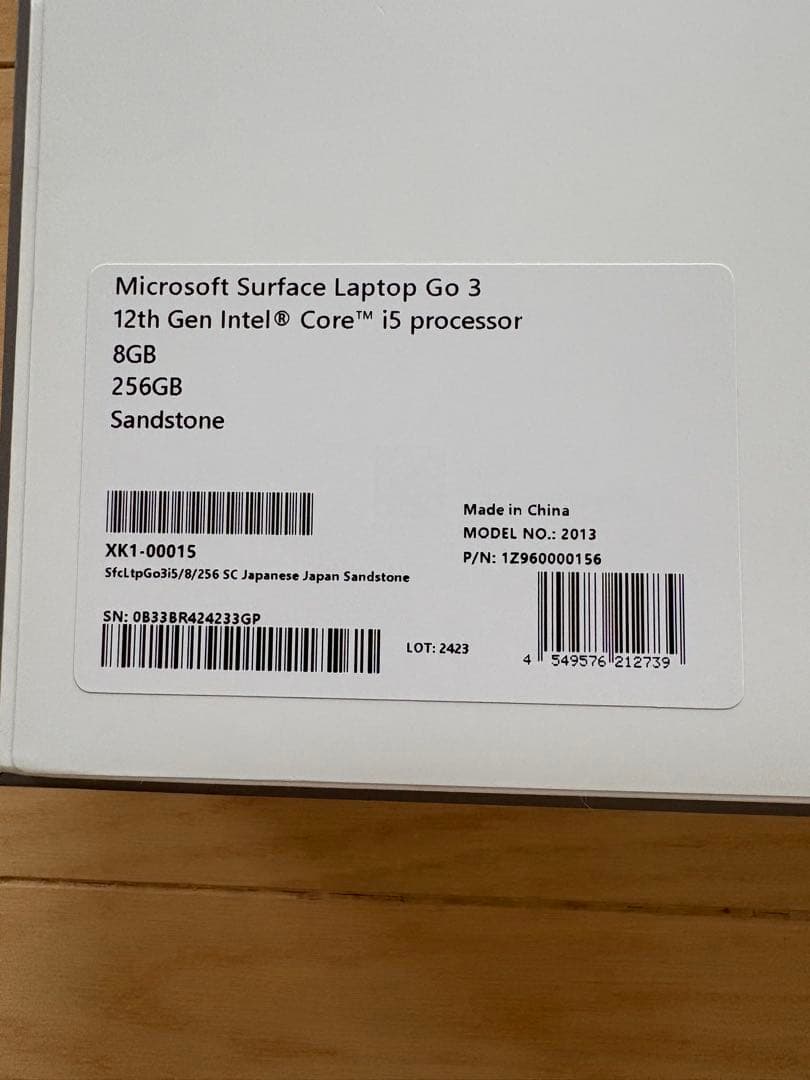 Microsoft Surface Laptop Go 3
12th Gen Intel® Core™ i5 processor
8GB
256GB
Sandstone
XK1-00015
SfcLtpGo3i5/8/256 SC Japanese Japan Sandstone
SN: 0B33BR424233GP
LOT: 2423
Made in China
MODEL NO.: 2013
P/N: 1Z960000156
4 549576 212739